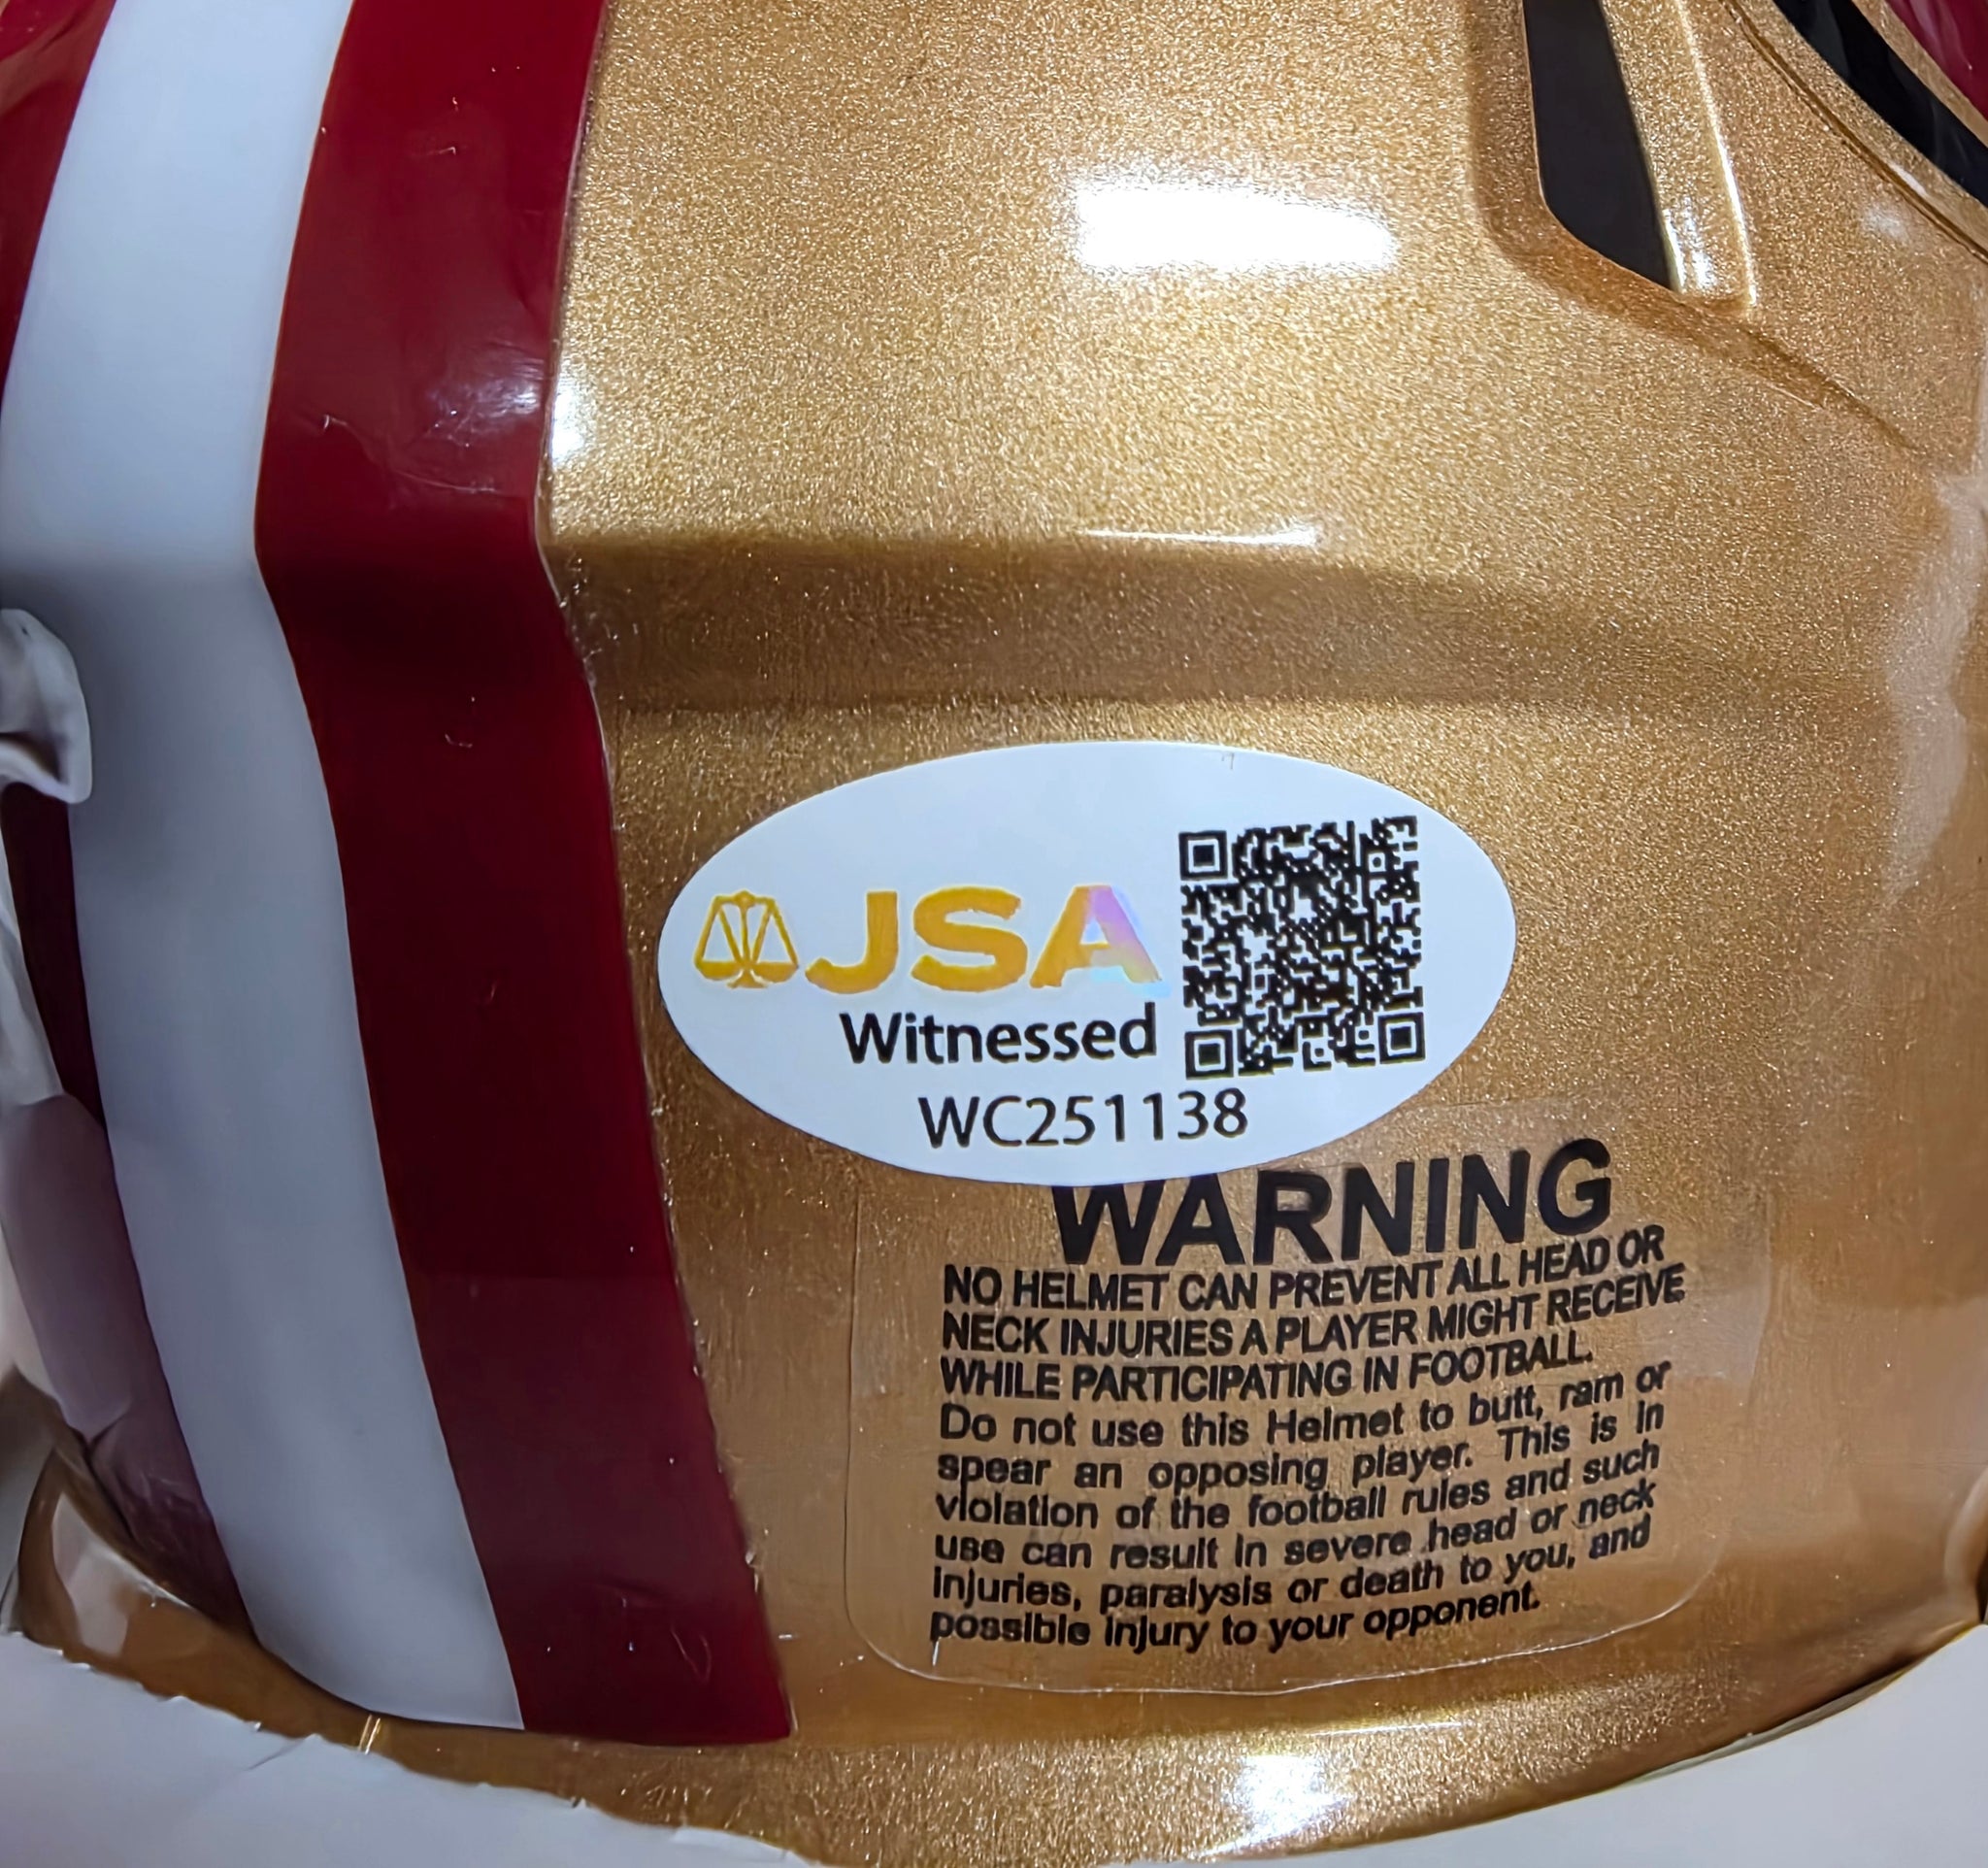 JSA
Witnessed
WC251138
WARNING
NO HELMET CAN PREVENT ALL HEAD OR
NECK INJURIES A PLAYER MIGHT RECEIVE
WHILE PARTICIPATING IN FOOTBALL.
Do not use this Helmet to butt, ram or
spear an opposing player. This is in
violation of the football rules and such
use can result in severe head or neck
injuries, paralysis or death to you, and
possible injury to your opponent.